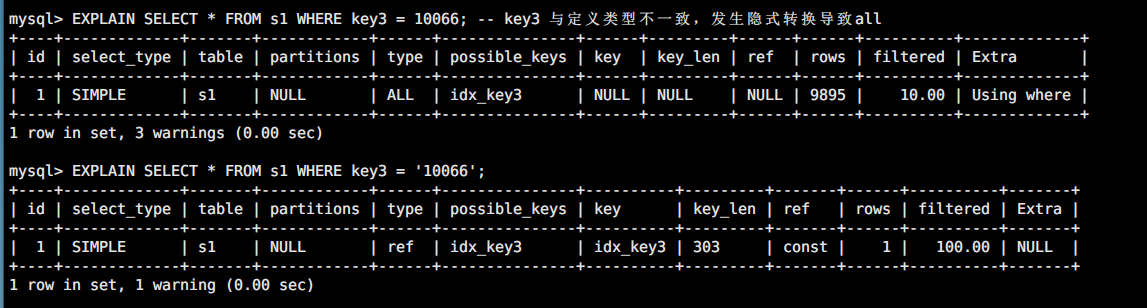 mysql> EXPLAIN SELECT * FROM s1 WHERE key3 = 10066; -- key3 与定义类型不一致，发生隐式转换导致all
+----+-------------+-------+------------+------+---------------+------+---------+------+------+----------+-------------+
| id | select_type | table | partitions | type | possible_keys | key  | key_len | ref  | rows | filtered | Extra       |
+----+-------------+-------+------------+------+---------------+------+---------+------+------+----------+-------------+
|  1 | SIMPLE      | s1    | NULL       | ALL  | idx_key3      | NULL | NULL    | NULL | 9895 |    10.00 | Using where |
+----+-------------+-------+------------+------+---------------+------+---------+------+------+----------+-------------+
1 row in set, 3 warnings (0.00 sec)
mysql> EXPLAIN SELECT * FROM s1 WHERE key3 = '10066';
+----+-------------+-------+------------+------+---------------+----------+---------+-------+------+----------+-------+
| id | select_type | table | partitions | type | possible_keys | key      | key_len | ref   | rows | filtered | Extra |
+----+-------------+-------+------------+------+---------------+----------+---------+-------+------+----------+-------+
|  1 | SIMPLE      | s1    | NULL       | ref  | idx_key3      | idx_key3 | 303     | const |    1 |   100.00 | NULL  |
+----+-------------+-------+------------+------+---------------+----------+---------+-------+------+----------+-------+
1 row in set, 1 warning (0.00 sec)